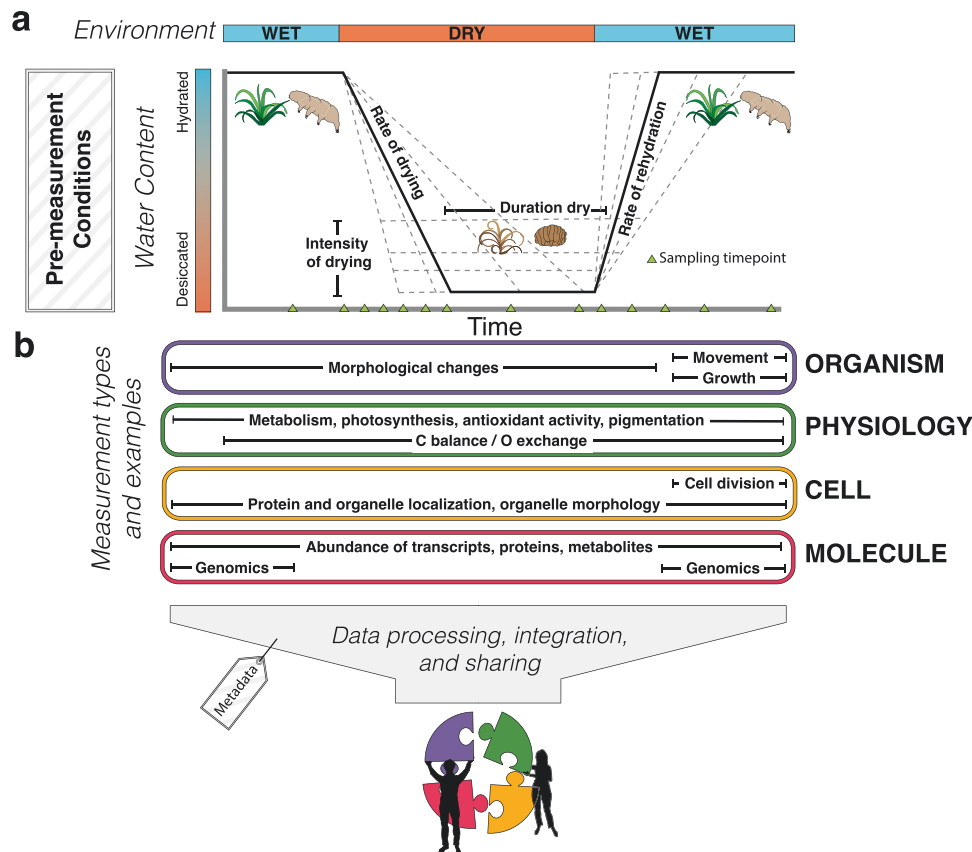 a
Environment
WET
DRY
WET
Pre-measurement
Conditions
Water Content
Hydrated
Desiccated
Rate of drying
Rate of rehydration
Duration dry
Intensity
of drying
Sampling timepoint
Time
b
Measurement types
and examples
Morphological changes
Movement
Growth
ORGANISM
Metabolism, photosynthesis, antioxidant activity, pigmentation
C balance / O exchange
PHYSIOLOGY
Cell division
Protein and organelle localization, organelle morphology
CELL
Abundance of transcripts, proteins, metabolites
Genomics
Genomics
MOLECULE
Data processing, integration,
and sharing
Metadata